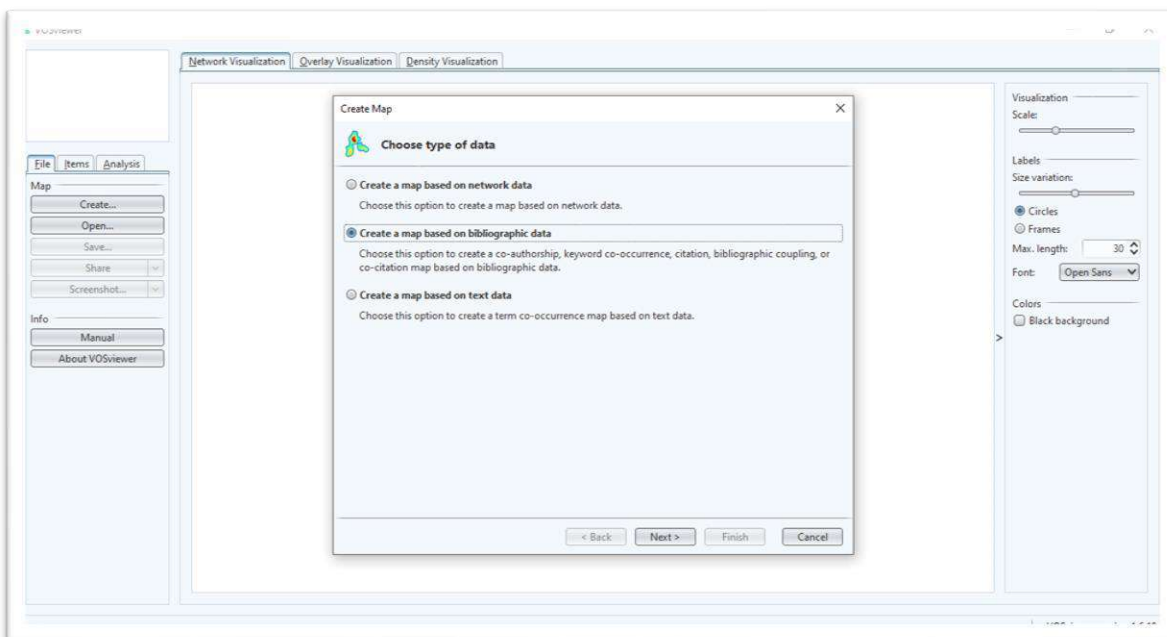 VOSviewer
Network Visualization Overlay Visualization Density Visualization
File Items Analysis
Map
Create...
Open...
Save...
Share
Screenshot...
Info
Manual
About VOSviewer
Create Map
Choose type of data
Create a map based on network data
Choose this option to create a map based on network data.
Create a map based on bibliographic data
Choose this option to create a co-authorship, keyword co-occurrence, citation, bibliographic coupling, or
co-citation map based on bibliographic data.
Create a map based on text data
Choose this option to create a term co-occurrence map based on text data.
< Back Next > Finish Cancel
Visualization
Scale:
Labels
Size variation:
Circles
Frames
Max. length: 30
Font: Open Sans
Colors
Black background
>